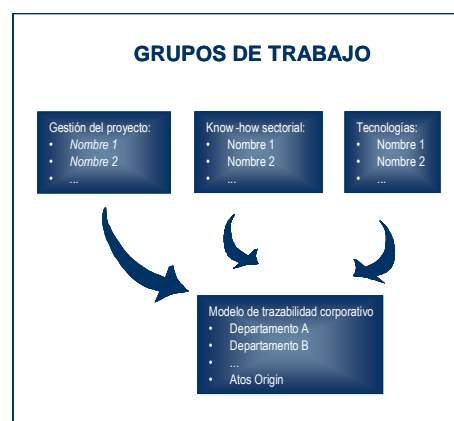 GRUPOS DE TRABAJO
Gestión del proyecto:
• Nombre 1
• Nombre 2
• ...
Know -how sectorial:
• Nombre 1
• Nombre 2
• ...
Tecnologías:
• Nombre 1
• Nombre 2
• ...
Modelo de trazabilidad corporativo
• Departamento A
• Departamento B
• ...
• Atos Origin